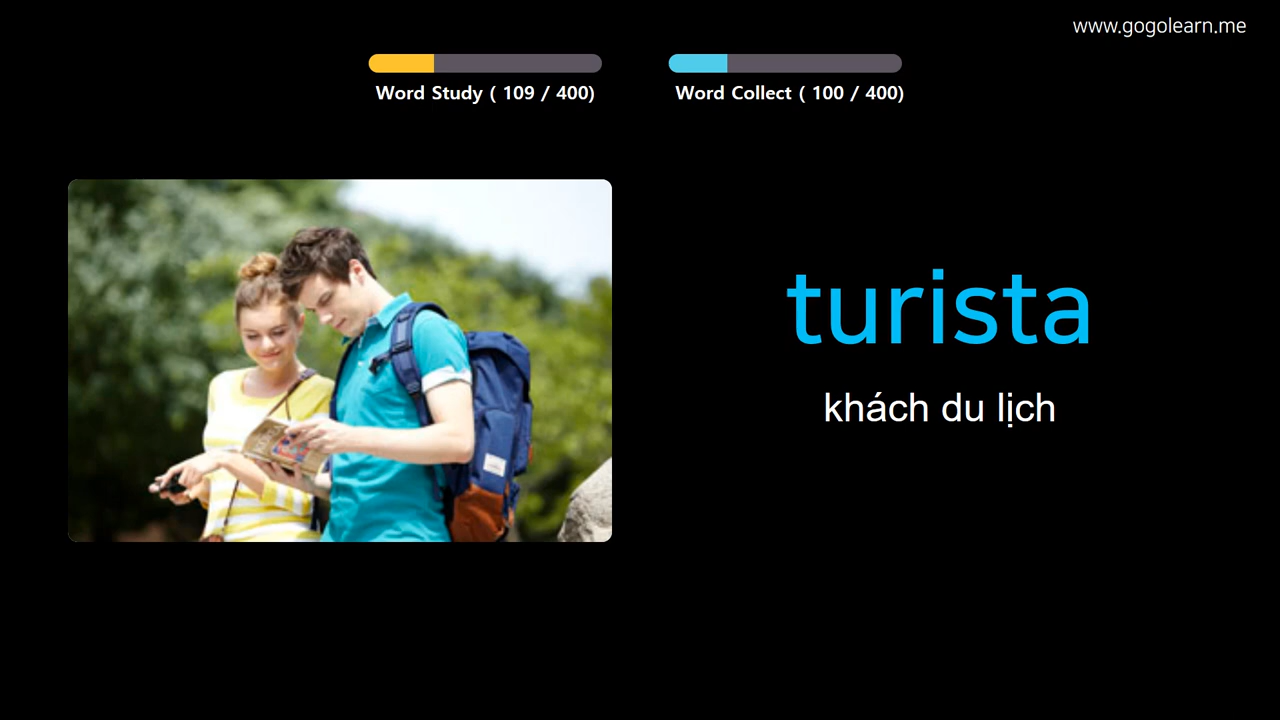 www.gogolearn.me
Word Study ( 109 / 400)
Word Collect ( 100 / 400)
turista
khách du lịch